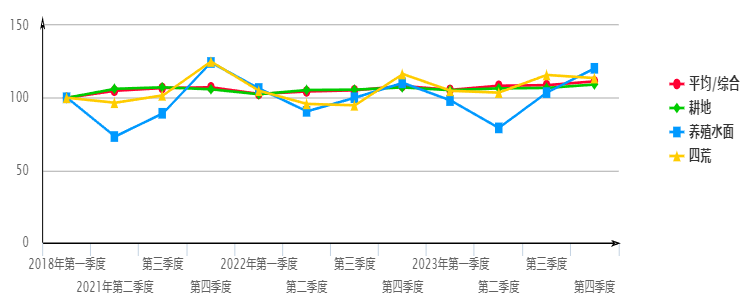 150
100
50
0
2018年第一季度
2021年第二季度
第三季度
第四季度
2022年第一季度
第二季度
第三季度
第四季度
2023年第一季度
第二季度
第三季度
第四季度
平均/综合
耕地
养殖水面
四荒